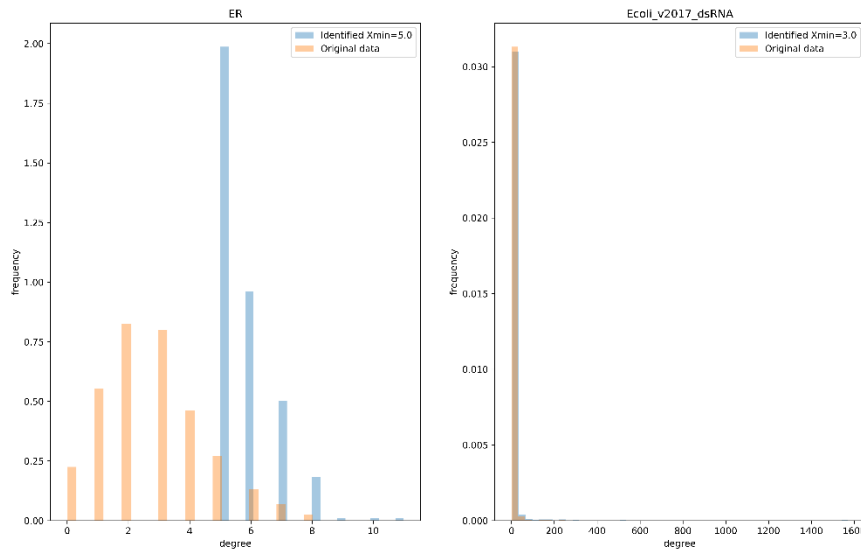 ER
Identified Xmin=5.0
Original data
frequency
2.00
1.75
1.50
1.25
1.00
0.75
0.50
0.25
0.00
0 2 4 6 8 10
degree
Ecoli_v2017_dsRNA
Identified Xmin=3.0
Original data
frequency
0.030
0.025
0.020
0.015
0.010
0.005
0.000
0 200 400 600 800 1000 1200 1400 1600
degree